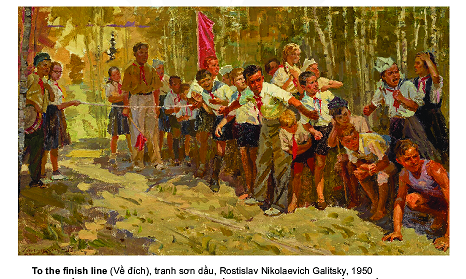 To the finish line (Về đích), tranh sơn dầu, Rostislav Nikolaevich Galitsky, 1950